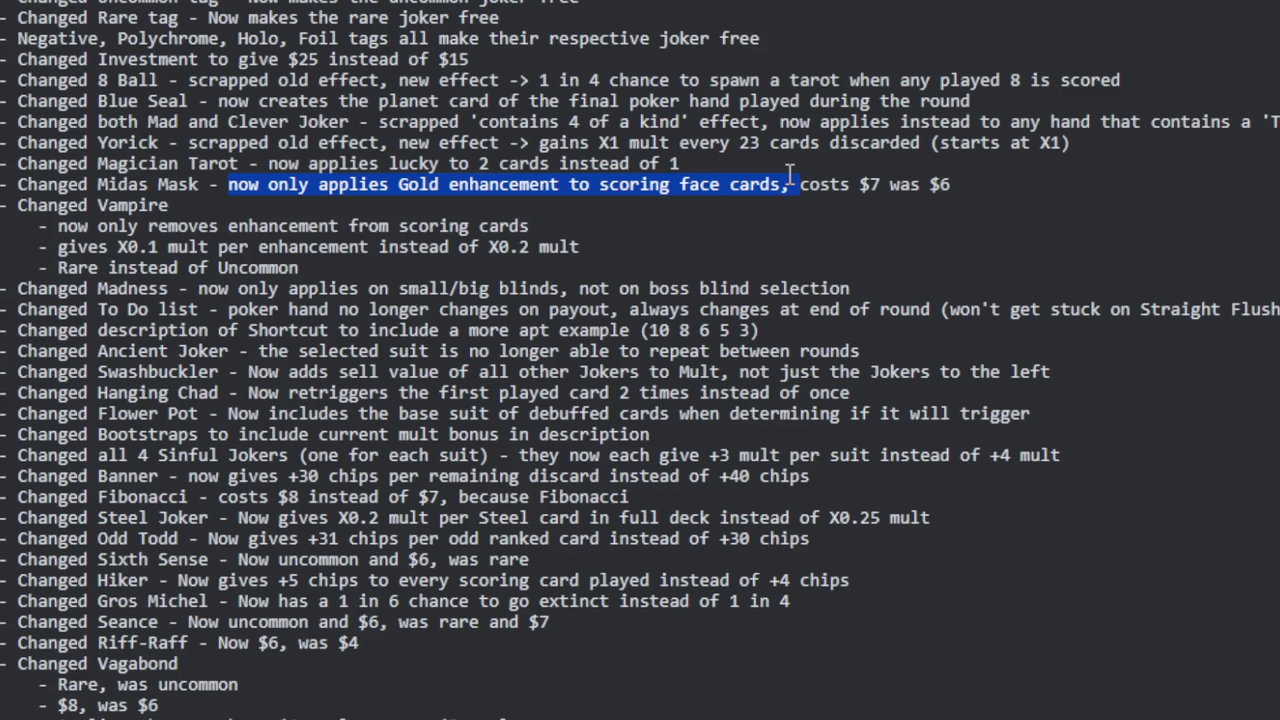 - Changed Uncommon tag - Now makes the uncommon joker free
- Changed Rare tag - Now makes the rare joker free
- Negative, Polychrome, Holo, Foil tags all make their respective joker free
- Changed Investment to give $25 instead of $15
- Changed 8 Ball - scrapped old effect, new effect -> 1 in 4 chance to spawn a tarot when any played 8 is scored
- Changed Blue Seal - now creates the planet card of the final poker hand played during the round
- Changed both Mad and Clever Joker - scrapped 'contains 4 of a kind' effect, now applies instead to any hand that contains a 'T
- Changed Yorick - scrapped old effect, new effect -> gains X1 mult every 23 cards discarded (starts at X1)
- Changed Magician Tarot - now applies lucky to 2 cards instead of 1
- Changed Midas Mask - now only applies Gold enhancement to scoring face cards, costs $7 was $6
- Changed Vampire
- now only removes enhancement from scoring cards
- gives X0.1 mult per enhancement instead of X0.2 mult
- Rare instead of Uncommon
- Changed Madness - now only applies on small/big blinds, not on boss blind selection
- Changed To Do list - poker hand no longer changes on payout, always changes at end of round (won't get stuck on Straight Flush
- Changed description of Shortcut to include a more apt example (10 8 6 5 3)
- Changed Ancient Joker - the selected suit is no longer able to repeat between rounds
- Changed Swashbuckler - Now adds sell value of all other Jokers to Mult, not just the Jokers to the left
- Changed Hanging Chad - Now retriggers the first played card 2 times instead of once
- Changed Flower Pot - Now includes the base suit of debuffed cards when determining if it will trigger
- Changed Bootstraps to include current mult bonus in description
- Changed all 4 Sinful Jokers (one for each suit) - they now each give +3 mult per suit instead of +4 mult
- Changed Banner - now gives +30 chips per remaining discard instead of +40 chips
- Changed Fibonacci - costs $8 instead of $7, because Fibonacci
- Changed Steel Joker - Now gives X0.2 mult per Steel card in full deck instead of X0.25 mult
- Changed Odd Todd - Now gives +31 chips per odd ranked card instead of +30 chips
- Changed Sixth Sense - Now uncommon and $6, was rare
- Changed Hiker - Now gives +5 chips to every scoring card played instead of +4 chips
- Changed Gros Michel - Now has a 1 in 6 chance to go extinct instead of 1 in 4
- Changed Seance - Now uncommon and $6, was rare and $7
- Changed Riff-Raff - Now $6, was $4
- Changed Vagabond
- Rare, was uncommon
- $8, was $6